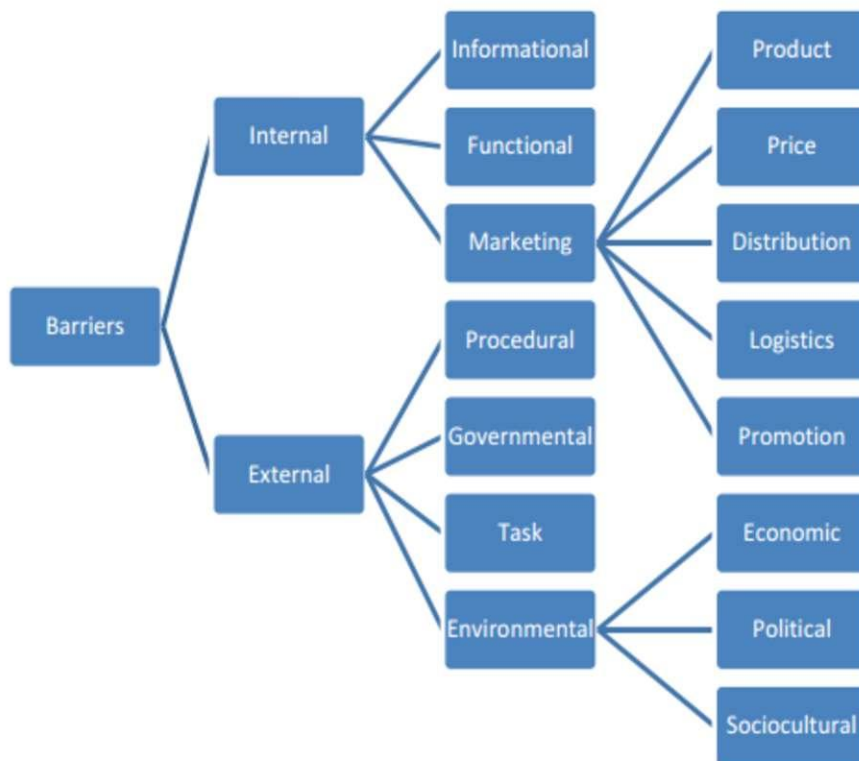 Barriers
Internal
External
Informational
Functional
Marketing
Procedural
Governmental
Task
Environmental
Product
Price
Distribution
Logistics
Promotion
Economic
Political
Sociocultural